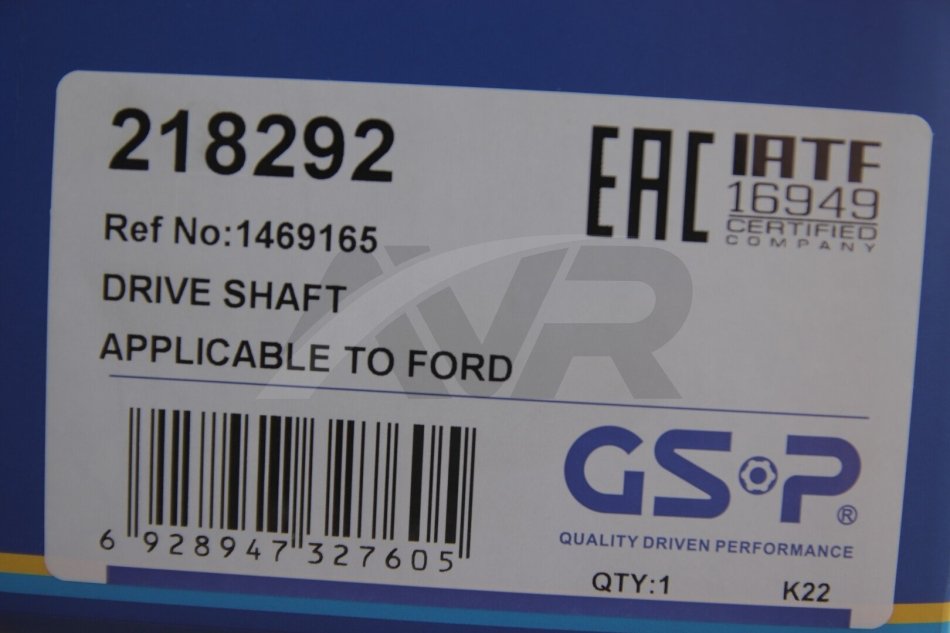 218292
Ref No:1469165
DRIVE SHAFT
APPLICABLE TO FORD
EAC
IATF
16949
CERTIFIED
COMPANY
AVR
6 928947 327605
GSP®
QUALITY DRIVEN PERFORMANCE
QTY:1 K22